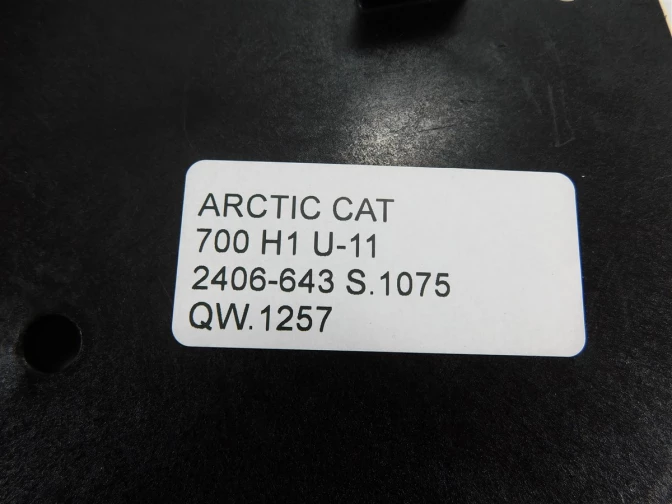 ARCTIC CAT
700 H1 U-11
2406-643 S.1075
QW.1257